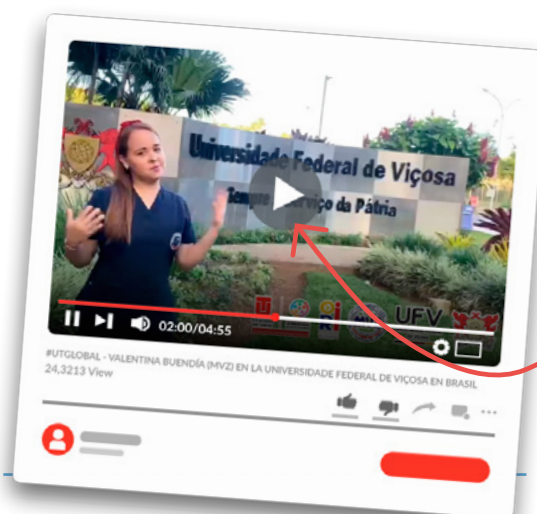 Universidade Federal de Viçosa
Sempre a Serviço da Pátria
UFV
02:00/04:55
#UTGLOBAL - VALENTINA BUENDÍA (MVZ) EN LA UNIVERSIDADE FEDERAL DE VIÇOSA EN BRASIL
24,3213 View